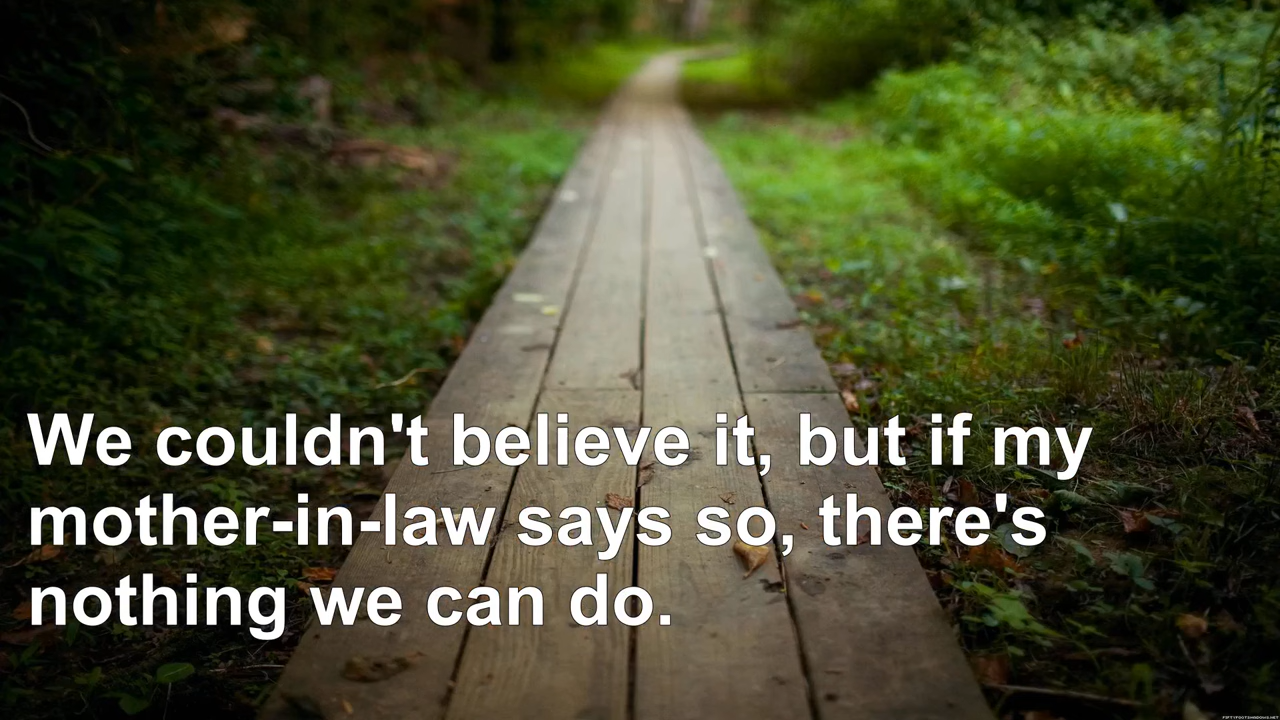 We couldn't believe it, but if my
mother-in-law says so, there's
nothing we can do.